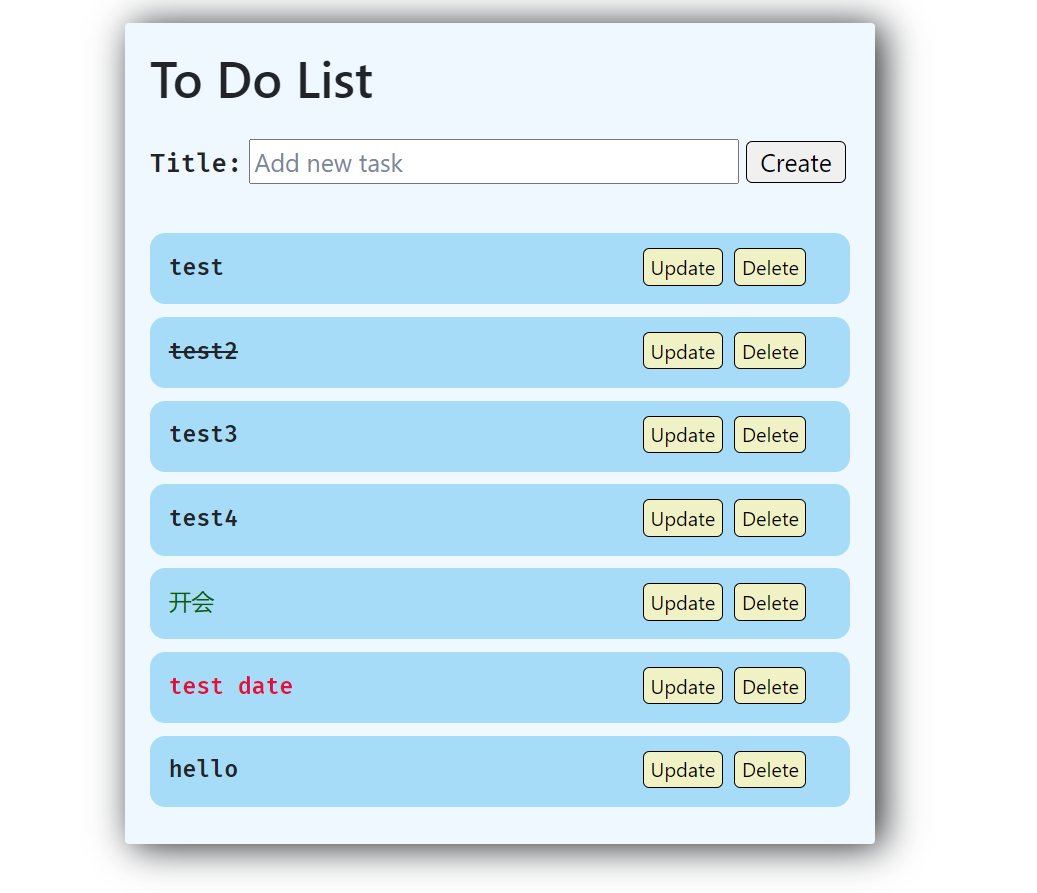 To Do List
Title: Add new task Create
test Update Delete
test2 Update Delete
test3 Update Delete
test4 Update Delete
开会 Update Delete
test date Update Delete
hello Update Delete